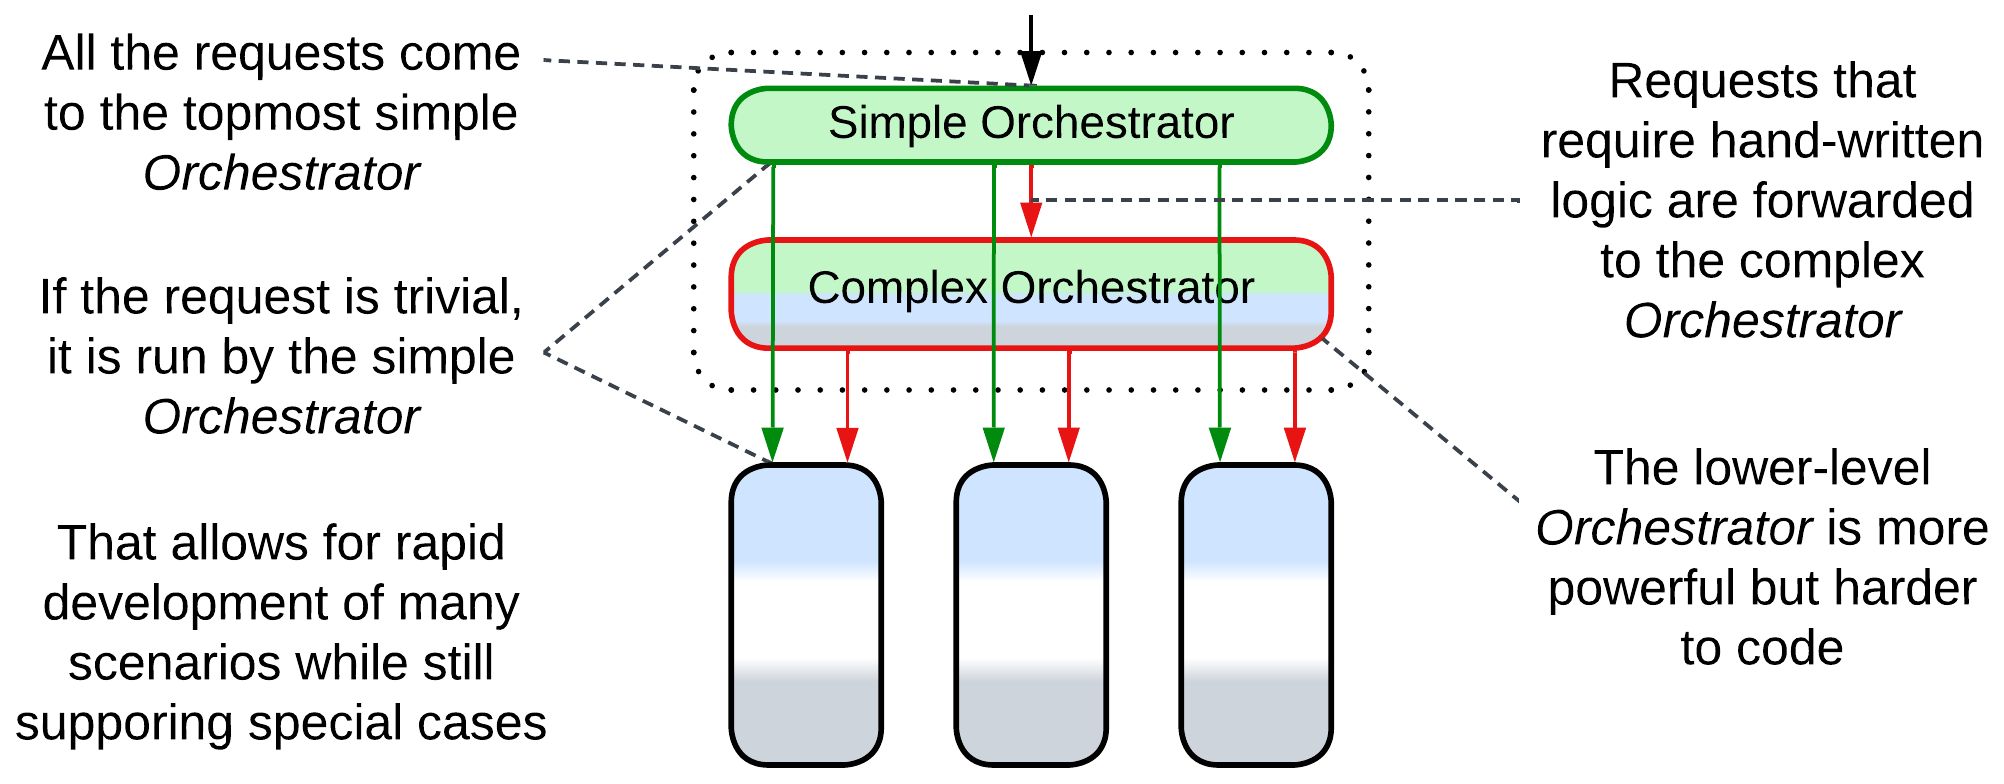 All the requests come
to the topmost simple
Orchestrator
If the request is trivial,
it is run by the simple
Orchestrator
That allows for rapid
development of many
scenarios while still
supporing special cases
Simple Orchestrator
Complex Orchestrator
Requests that
require hand-written
logic are forwarded
to the complex
Orchestrator
The lower-level
Orchestrator is more
powerful but harder
to code